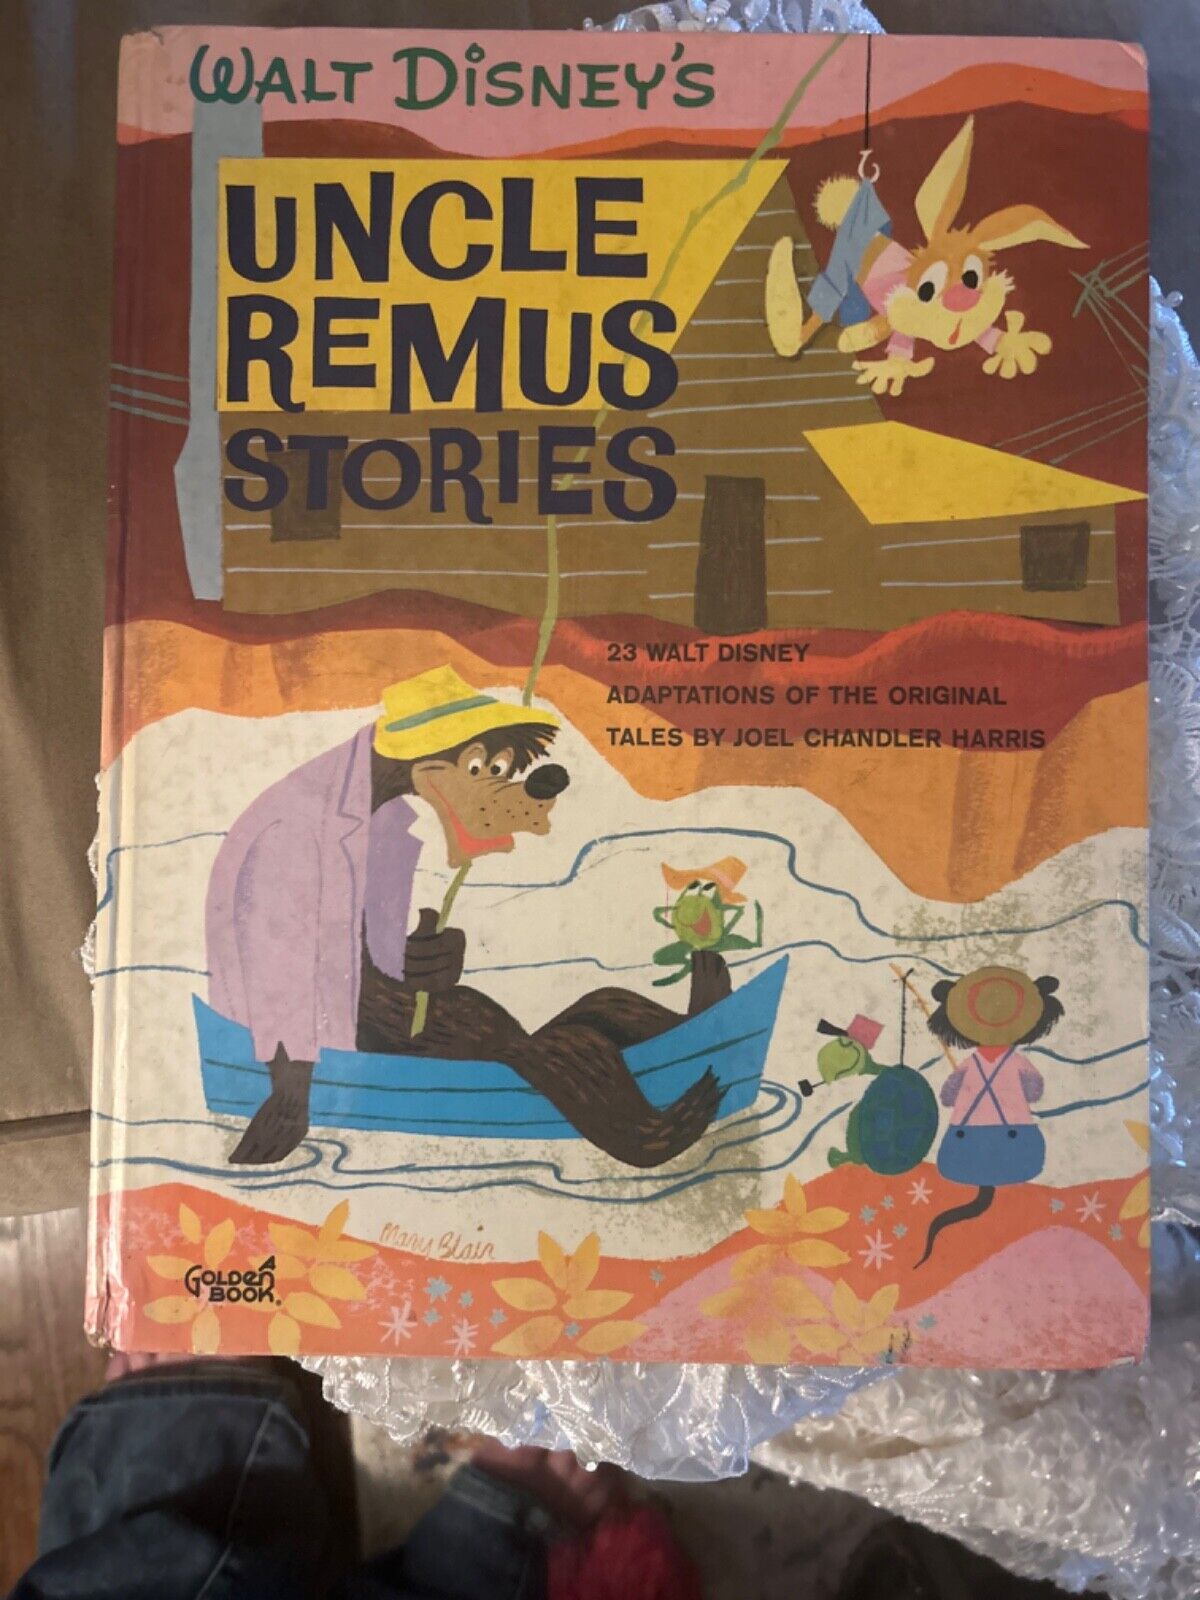 WALT DISNEY'S
UNCLE
REMUS
STORIES
23 WALT DISNEY
ADAPTATIONS OF THE ORIGINAL
TALES BY JOEL CHANDLER HARRIS
Mary Blair
A
GOLDEN
BOOK®